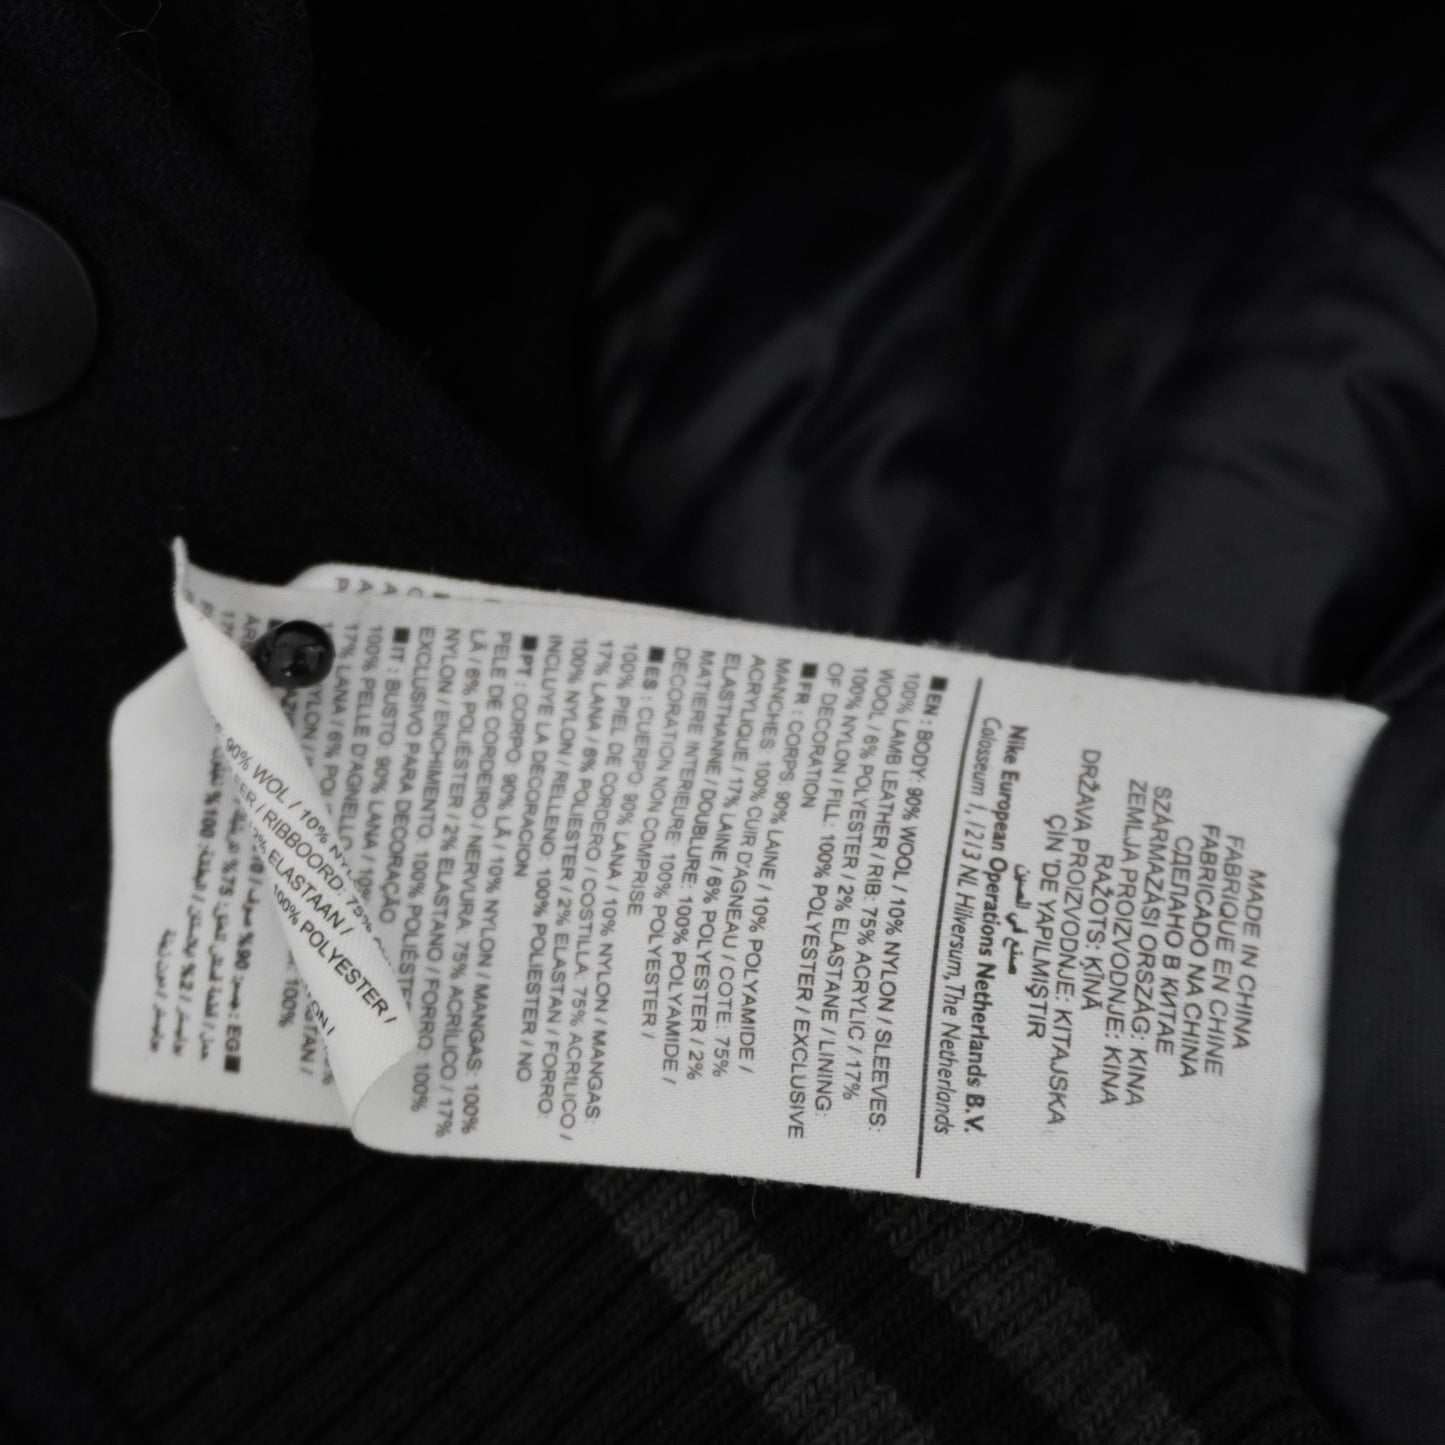 MADE IN CHINA
FABRIQUE EN CHINE
FABRICADO NA CHINA
СДЕЛАНО В КИТАЕ
SZÁRMAZÁSI ORSZÁG: KINA
ZEMLJA PROIZVODNJE: KINA
RAŽOTS: ĶĪNĀ
DRŽAVA PROIZVODNJE: KITAJSKA
ÇİN 'DE YAPILMIŞTIR
صنع في الصين
Nike European Operations Netherlands B.V.
Colosseum 1, 1213 NL Hilversum, The Netherlands
■ EN : BODY: 90% WOOL / 10% NYLON / SLEEVES:
100% LAMB LEATHER / RIB: 75% ACRYLIC / 17%
WOOL / 6% POLYESTER / 2% ELASTANE / LINING:
100% NYLON / FILL: 100% POLYESTER / EXCLUSIVE
OF DECORATION
■ FR : CORPS: 90% LAINE / 10% POLYAMIDE /
MANCHES: 100% CUIR D'AGNEAU / COTE: 75%
ACRYLIQUE / 17% LAINE / 6% POLYESTER / 2%
ELASTHANNE / DOUBLURE: 100% POLYAMIDE /
MATIERE INTERIEURE: 100% POLYESTER /
DECORATION NON COMPRISE
■ ES : CUERPO: 90% LANA / 10% NYLON / MANGAS:
100% PIEL DE CORDERO / COSTILLA: 75% ACRILICO /
17% LANA / 6% POLIESTER / 2% ELASTAN / FORRO:
100% NYLON / RELLENO: 100% POLIESTER / NO
INCLUYE LA DECORACION
■ PT : CORPO: 90% LÃ / 10% NYLON / MANGAS: 100%
PELE DE CORDEIRO / NERVURA: 75% ACRÍLICO / 17%
LÃ / 6% POLIÉSTER / 2% ELASTANO / FORRO: 100%
NYLON / ENCHIMENTO: 100% POLIÉSTER
EXCLUSIVO PARA DECORAÇÃO
■ IT : BUSTO: 90% LANA / 10%
100% PELLE D'AGNELLO
17% LANA / 6%
90% WOL / 10%
RIBBOORD: 75%
2% ELASTAAN /
100% POLYESTER /